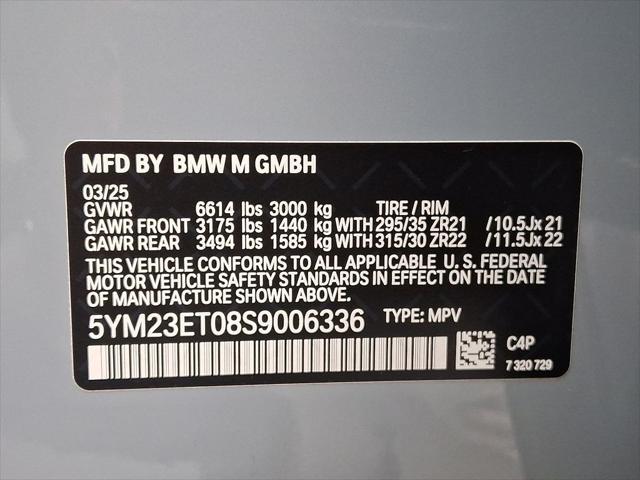 MFD BY BMW M GMBH
03/25
GVWR 6614 lbs 3000 kg TIRE / RIM
GAWR FRONT 3175 lbs 1440 kg WITH 295/35 ZR21 /10.5Jx 21
GAWR REAR 3494 lbs 1585 kg WITH 315/30 ZR22 /11.5Jx 22
THIS VEHICLE CONFORMS TO ALL APPLICABLE U. S. FEDERAL
MOTOR VEHICLE SAFETY STANDARDS IN EFFECT ON THE
DATE OF MANUFACTURE SHOWN ABOVE.
5YM23ET08S9006336 TYPE: MPV
C4P
7 320 729